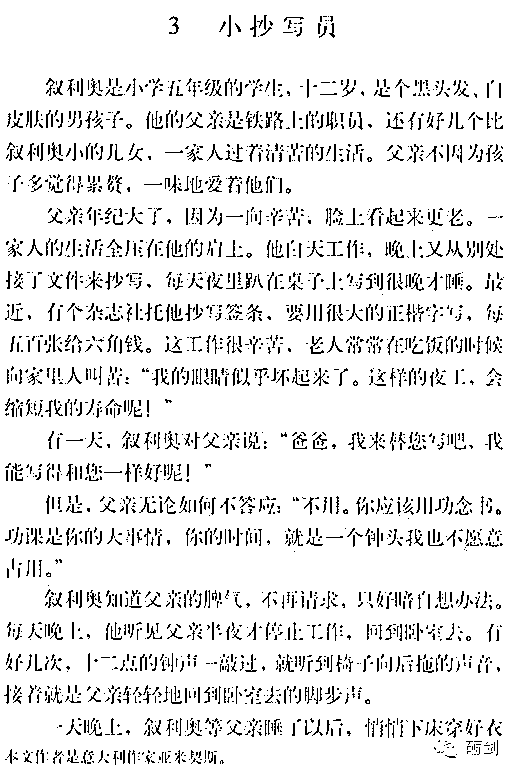 3 小抄写员
叙利奥是小学五年级的学生，十二岁，是个黑头发、白
皮肤的男孩子。他的父亲是铁路上的职员，还有好几个比
叙利奥小的儿女，一家人过着清苦的生活。父亲不因为孩
子多觉得累赘，一味地爱着他们。
父亲年纪大了，因为一向辛苦，脸上看起来更老。一
家人的生活全压在他的肩上。他白天工作，晚上又从别处
接了文件来抄写，每天夜里趴在桌子上写到很晚才睡。最
近，有个杂志社托他抄写签条，要用很大的正楷字写，每
五百张给六角钱。这工作很辛苦，老人常常在吃饭的时候
向家里人叫苦：“我的眼睛似乎坏起来了。这样的夜工，会
缩短我的寿命呢！”
有一天，叙利奥对父亲说：“爸爸，我来替您写吧，我
能写得和您一样好呢！”
但是，父亲无论如何不答应：“不用。你应该用功念书。
功课是你的大事情，你的时间，就是一个钟头我也不愿意
占用。”
叙利奥知道父亲的脾气，不再请求，只好暗自想办法。
每天晚上，他听见父亲半夜才停止工作，回到卧室去。有
好几次，十二点的钟声一敲过，就听到椅子向后拖的声音，
接着就是父亲轻轻地回到卧室去的脚步声。
一天晚上，叙利奥等父亲睡了以后，悄悄下床穿好衣
本文作者是意大利作家亚米契斯。
酷剑